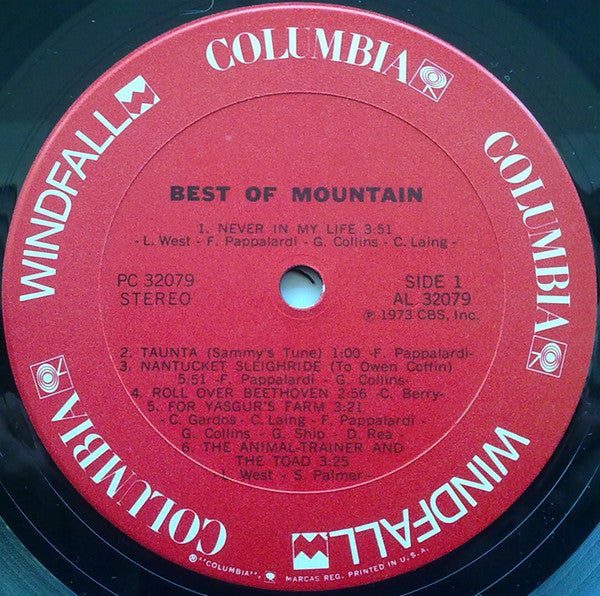 COLUMBIA
COLUMBIA
WINDFALL
COLUMBIA
WINDFALL
BEST OF MOUNTAIN
1. NEVER IN MY LIFE 3:51
- L. West - F. Pappalardi - G. Collins - C. Laing -
PC 32079
STEREO
SIDE 1
AL 32079
℗ 1973 CBS, Inc.
2. TAUNTA (Sammy's Tune) 1:00 -F. Pappalardi-
3. NANTUCKET SLEIGHRIDE (To Owen Coffin)
5:51 -F. Pappalardi - G. Collins-
4. ROLL OVER BEETHOVEN 2:56 -C. Berry-
5. FOR YASGUR'S FARM 3:21
- C. Gardos - C. Laing - F. Pappalardi -
G. Collins - G. Ship - D. Rea -
6. THE ANIMAL-TRAINER AND
THE TOAD 3:25
-L. West - S. Palmer-
®"COLUMBIA", MARCAS REG. PRINTED IN U.S.A.